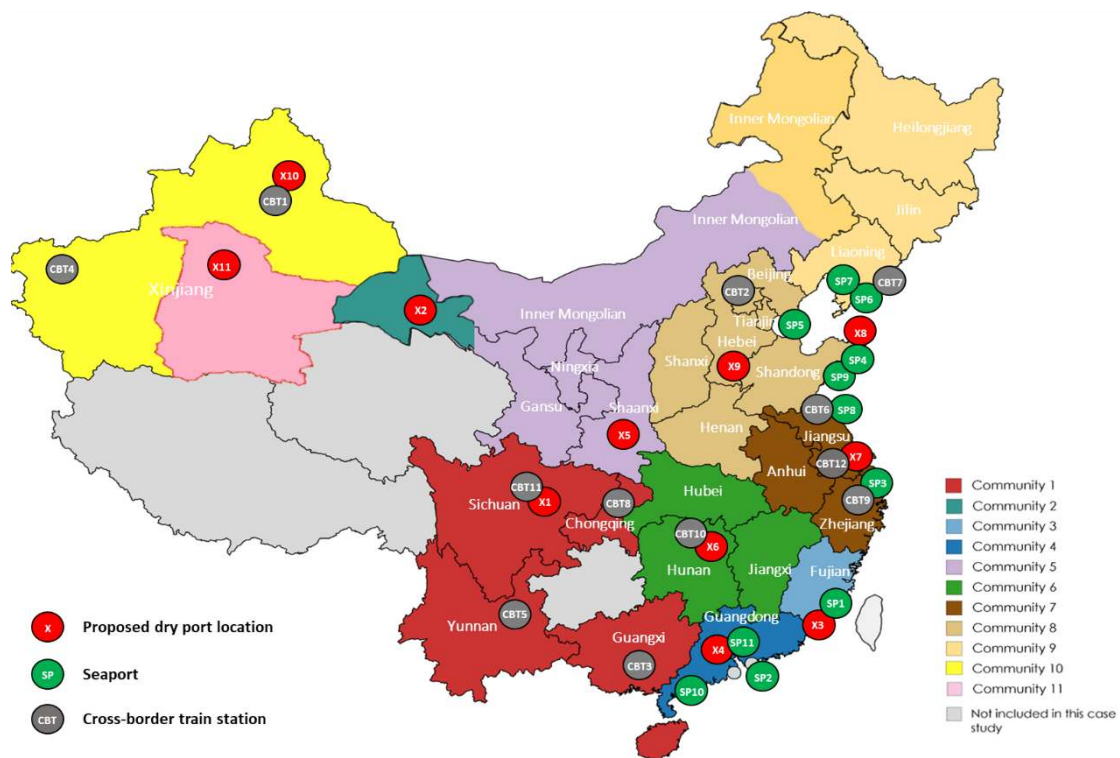 Inner Mongolian
Heilongjiang
Jilin
Inner Mongolian
Liaoning
X10
CBT1
CBT4
X11
Xinjiang
X2
Inner Mongolian
Beijing
CBT2
Tianjin
Hebei
SP7
CBT7
SP6
SP5
X8
SP4
SP9
Shanxi
X9
Shandong
Ningxia
Gansu
Shaanxi
X5
Henan
CBT6
SP8
Jiangsu
X7
CBT12
Anhui
SP3
CBT9
Zhejiang
CBT11
X1
Sichuan
CBT8
Chongqing
Hubei
CBT10
X6
Hunan
Jiangxi
Fujian
SP1
X3
Yunnan
CBT5
Guangxi
CBT3
Guangdong
SP11
X4
SP2
SP10
X Proposed dry port location
SP Seaport
CBT Cross-border train station
Community 1
Community 2
Community 3
Community 4
Community 5
Community 6
Community 7
Community 8
Community 9
Community 10
Community 11
Not included in this case
study